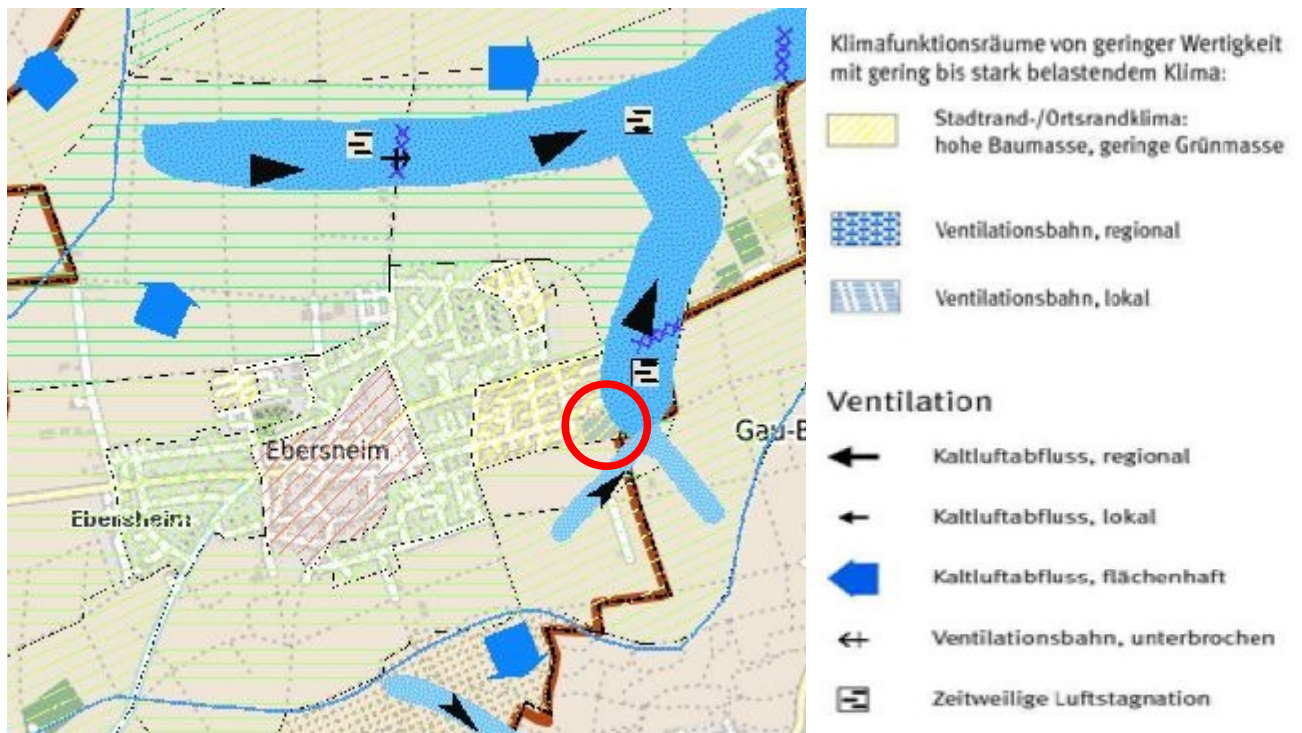 Ebersheim
Ebersheim
Gau-B
Klimafunktionsräume von geringer Wertigkeit
mit gering bis stark belastendem Klima:
Stadtrand-/Ortsrandklima:
hohe Baumasse, geringe Grünmasse
Ventilationsbahn, regional
Ventilationsbahn, lokal
Ventilation
Kaltluftabfluss, regional
Kaltluftabfluss, lokal
Kaltluftabfluss, flächenhaft
Ventilationsbahn, unterbrochen
Zeitweilige Luftstagnation